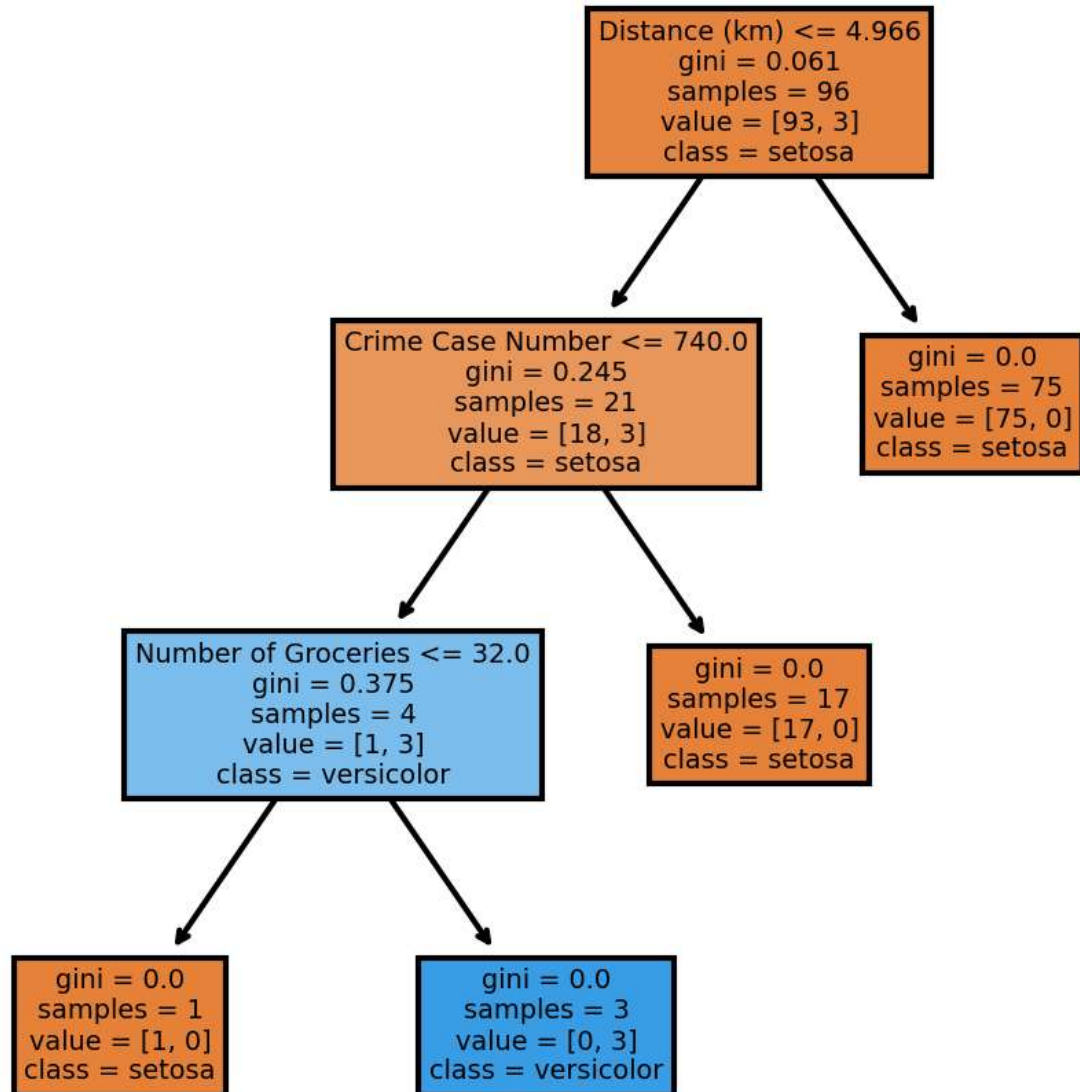 Distance (km) <= 4.966
gini = 0.061
samples = 96
value = [93, 3]
class = setosa
Crime Case Number <= 740.0
gini = 0.245
samples = 21
value = [18, 3]
class = setosa
gini = 0.0
samples = 75
value = [75, 0]
class = setosa
Number of Groceries <= 32.0
gini = 0.375
samples = 4
value = [1, 3]
class = versicolor
gini = 0.0
samples = 17
value = [17, 0]
class = setosa
gini = 0.0
samples = 1
value = [1, 0]
class = setosa
gini = 0.0
samples = 3
value = [0, 3]
class = versicolor